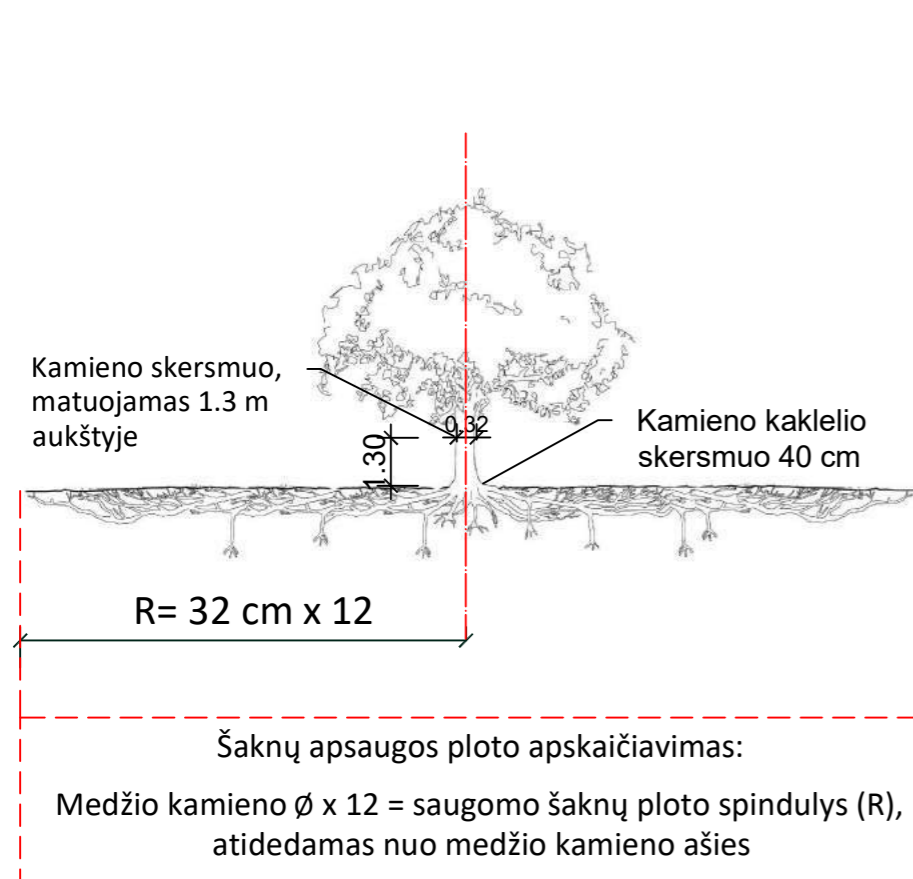 Kamieno skersmuo,
matuojamas 1.3 m
aukštyje
0.32
1.30
Kamieno kaklelio
skersmuo 40 cm
R= 32 cm x 12
Šaknų apsaugos ploto apskaičiavimas:
Medžio kamieno Ø x 12 = saugomo šaknų ploto spindulys (R),
atidedamas nuo medžio kamieno ašies